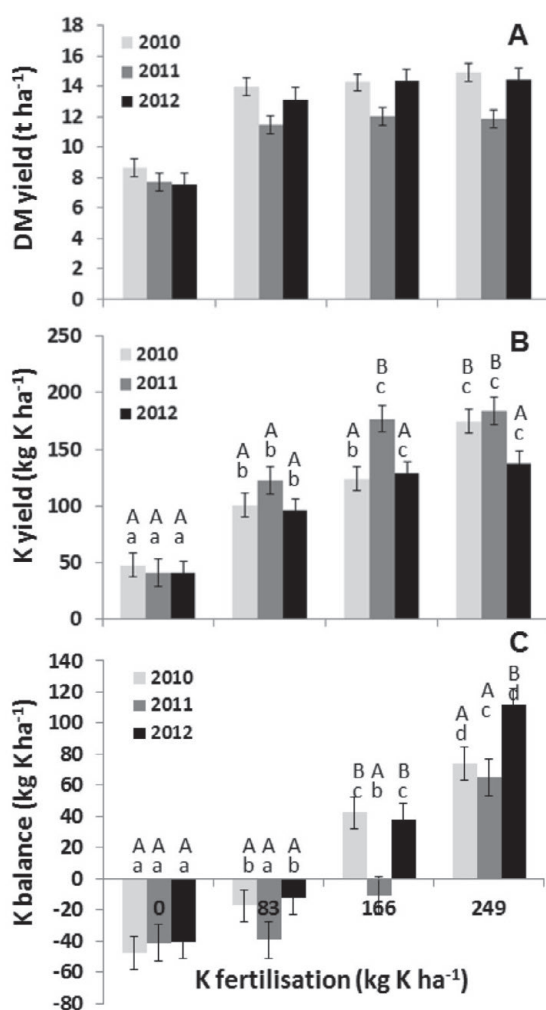 18
16
14
12
10
8
6
4
2
0
DM yield (t ha⁻¹)
2010
2011
2012
A
250
200
150
100
50
0
K yield (kg K ha⁻¹)
2010
2011
2012
B
A A A
a a a
A A A
b b b
A B A
b c c
B B A
c c c
140
120
100
80
60
40
20
0
-20
-40
-60
-80
K balance (kg K ha⁻¹)
2010
2011
2012
C
A A A
a a a
A A A
b a b
B A B
c b c
A A B
d c d
0 83 166 249
K fertilisation (kg K ha⁻¹)